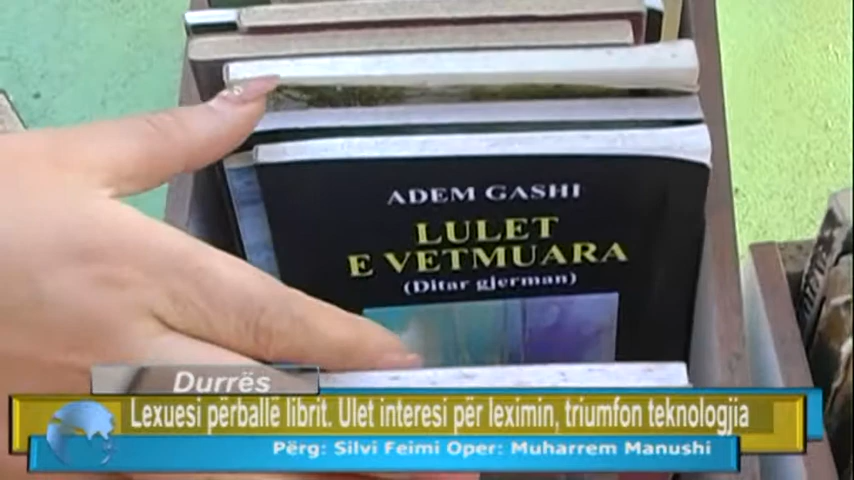 ADEM GASHI
LULET
E VETMUARA
(Ditar gjerman)
Durrës
Lexuesi përballë librit. Ulet interesi për leximin, triumfon teknologjia
Përg: Silvi Feimi Oper: Muharrem Manushi